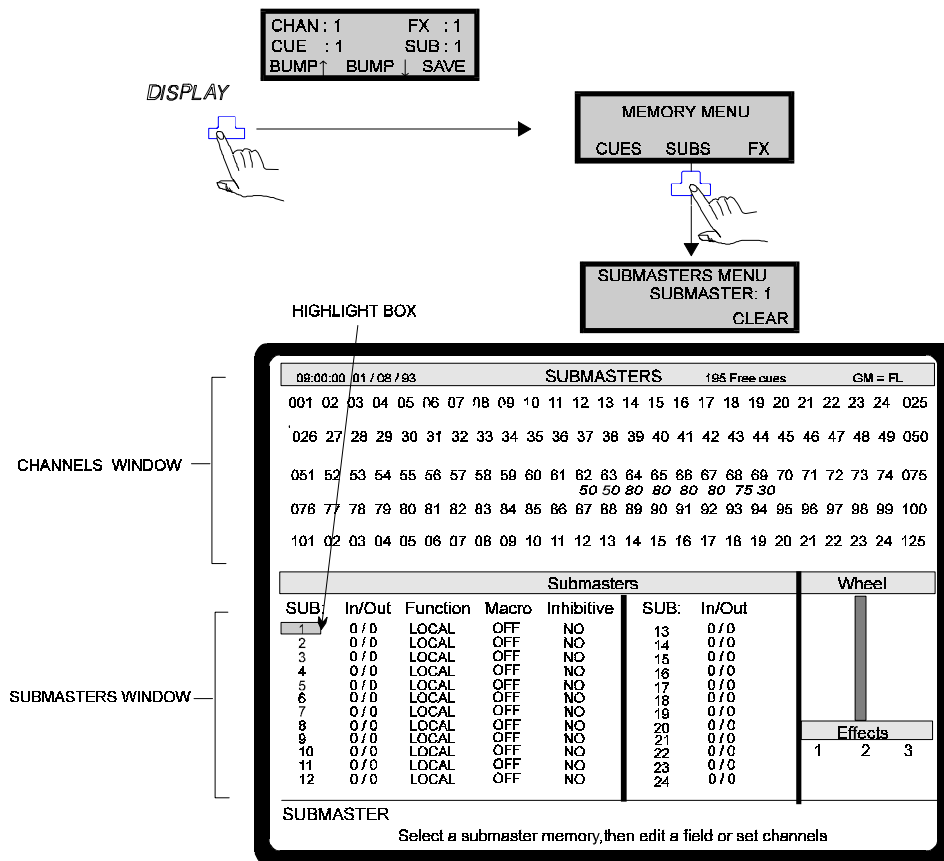 CHAN: 1 FX : 1
CUE : 1 SUB: 1
BUMP↑ BUMP ↓ SAVE
DISPLAY
MEMORY MENU
CUES SUBS FX
SUBMASTERS MENU
SUBMASTER: 1
CLEAR
HIGHLIGHT BOX
CHANNELS WINDOW
09:00:00 01 / 08 / 93 SUBMASTERS 195 Free cues GM = FL
001 02 03 04 05 06 07 08 09 10 11 12 13 14 15 16 17 18 19 20 21 22 23 24 025
026 27 28 29 30 31 32 33 34 35 36 37 38 39 40 41 42 43 44 45 46 47 48 49 050
051 52 53 54 55 56 57 58 59 60 61 62 63 64 65 66 67 68 69 70 71 72 73 74 075
50 50 80 80 80 80 75 30
076 77 78 79 80 81 82 83 84 85 86 87 88 89 90 91 92 93 94 95 96 97 98 99 100
101 02 03 04 05 06 07 08 09 10 11 12 13 14 15 16 17 18 19 20 21 22 23 24 125
Submasters Wheel
SUBMASTERS WINDOW
SUB: In/Out Function Macro Inhibitive SUB: In/Out
1 0 / 0 LOCAL OFF NO 13 0 / 0
2 0 / 0 LOCAL OFF NO 14 0 / 0
3 0 / 0 LOCAL OFF NO 15 0 / 0
4 0 / 0 LOCAL OFF NO 16 0 / 0
5 0 / 0 LOCAL OFF NO 17 0 / 0
6 0 / 0 LOCAL OFF NO 18 0 / 0
7 0 / 0 LOCAL OFF NO 19 0 / 0
8 0 / 0 LOCAL OFF NO 20 0 / 0
9 0 / 0 LOCAL OFF NO 21 0 / 0
10 0 / 0 LOCAL OFF NO 22 0 / 0
11 0 / 0 LOCAL OFF NO 23 0 / 0
12 0 / 0 LOCAL OFF NO 24 0 / 0
Effects
1 2 3
SUBMASTER
Select a submaster memory,then edit a field or set channels